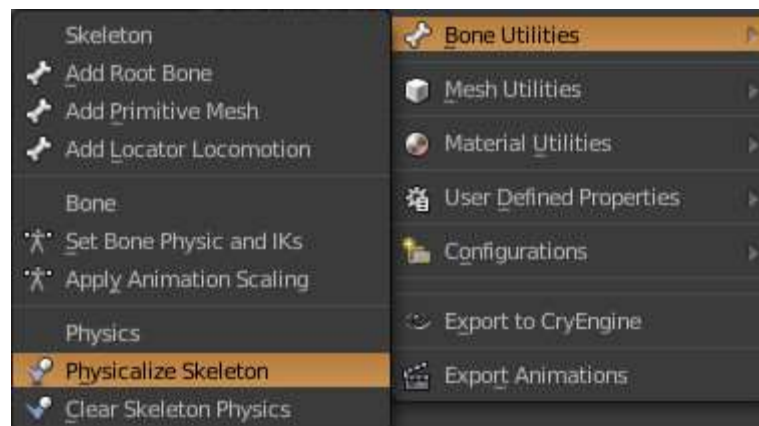 Skeleton
Add Root Bone
Add Primitive Mesh
Add Locator Locomotion
Bone
Set Bone Physic and IKs
Apply Animation Scaling
Physics
Physicalize Skeleton
Clear Skeleton Physics
Bone Utilities
Mesh Utilities
Material Utilities
User Defined Properties
Configurations
Export to CryEngine
Export Animations